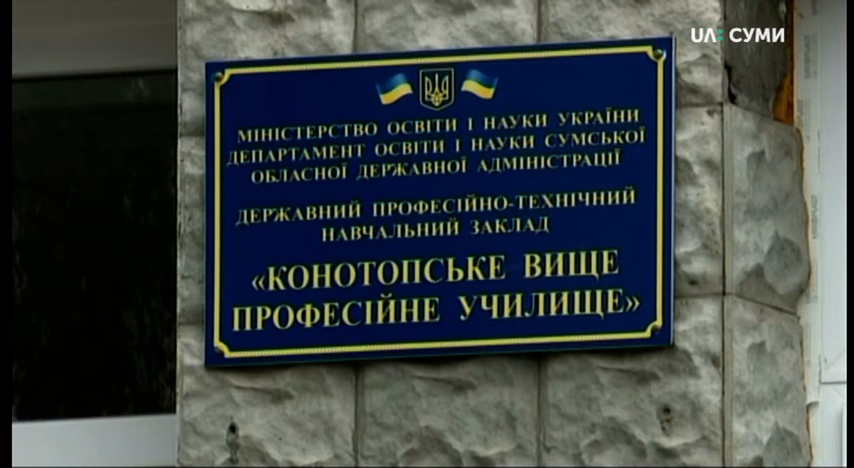 UA: СУМИ
МІНІСТЕРСТВО ОСВІТИ І НАУКИ УКРАЇНИ
ДЕПАРТАМЕНТ ОСВІТИ І НАУКИ СУМСЬКОЇ
ОБЛАСНОЇ ДЕРЖАВНОЇ АДМІНІСТРАЦІЇ
ДЕРЖАВНИЙ ПРОФЕСІЙНО-ТЕХНІЧНИЙ
НАВЧАЛЬНИЙ ЗАКЛАД
«КОНОТОПСЬКЕ ВИЩЕ
ПРОФЕСІЙНЕ УЧИЛИЩЕ»